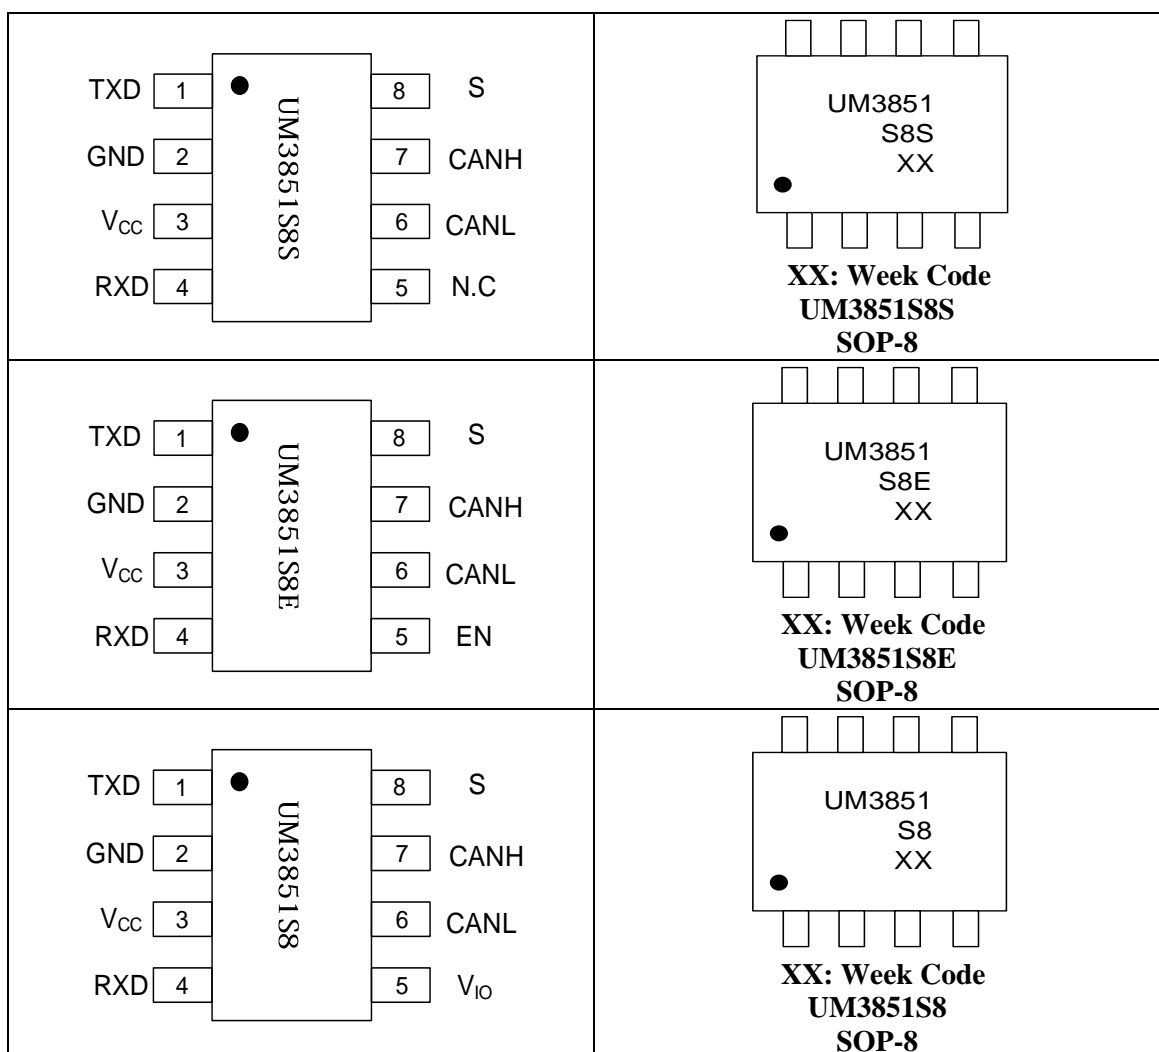 TXD 1 8 S
GND 2 7 CANH
VCC 3 6 CANL
RXD 4 5 N.C
UM3851S8S
UM3851
S8S
XX
XX: Week Code
UM3851S8S
SOP-8
TXD 1 8 S
GND 2 7 CANH
VCC 3 6 CANL
RXD 4 5 EN
UM3851S8E
UM3851
S8E
XX
XX: Week Code
UM3851S8E
SOP-8
TXD 1 8 S
GND 2 7 CANH
VCC 3 6 CANL
RXD 4 5 VIO
UM3851S8
UM3851
S8
XX
XX: Week Code
UM3851S8
SOP-8